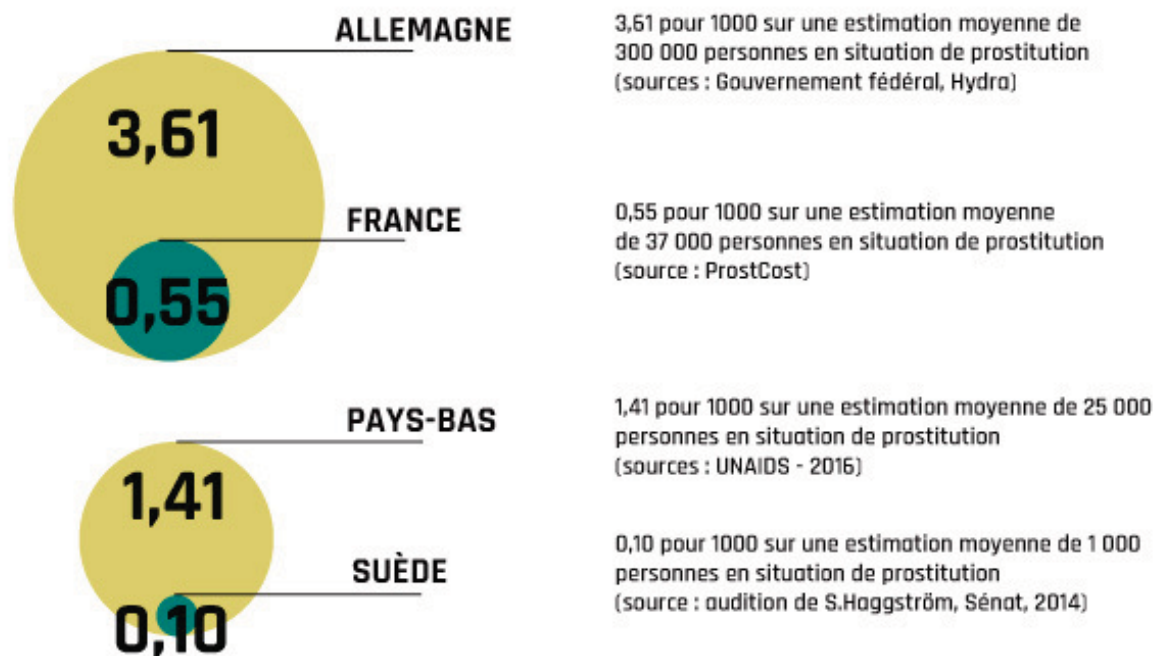 ALLEMAGNE
3,61 pour 1000 sur une estimation moyenne de
300 000 personnes en situation de prostitution
(sources : Gouvernement fédéral, Hydra)
3,61
FRANCE
0,55 pour 1000 sur une estimation moyenne
de 37 000 personnes en situation de prostitution
(source : ProstCost)
0,55
PAYS-BAS
1,41 pour 1000 sur une estimation moyenne de 25 000
personnes en situation de prostitution
(sources : UNAIDS - 2016)
1,41
SUÈDE
0,10 pour 1000 sur une estimation moyenne de 1 000
personnes en situation de prostitution
(source : audition de S.Haggström, Sénat, 2014)
0,10